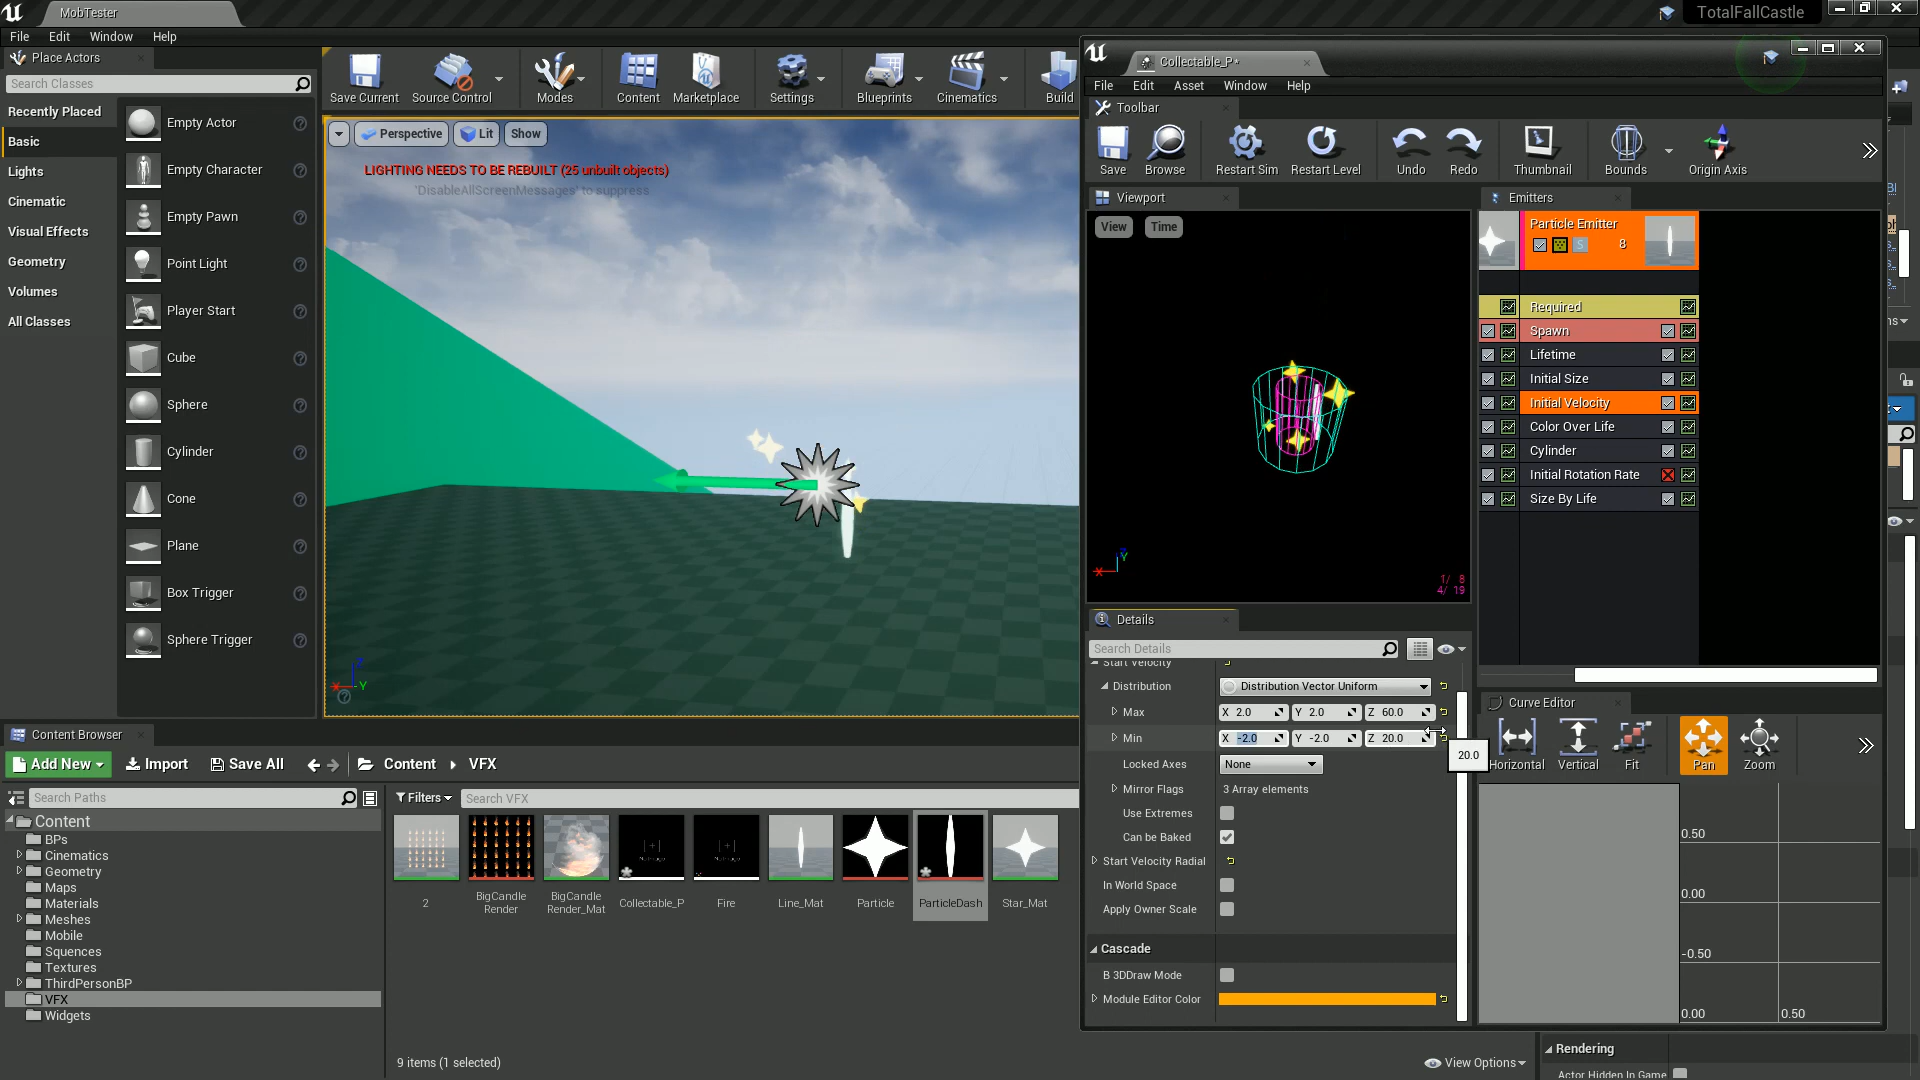 MobTester
TotalFallCastle
File Edit Window Help
Place Actors
Search Classes
Recently Placed
Basic
Lights
Cinematic
Visual Effects
Geometry
Volumes
All Classes
Empty Actor
Empty Character
Empty Pawn
Point Light
Player Start
Cube
Sphere
Cylinder
Cone
Plane
Box Trigger
Sphere Trigger
Save Current
Source Control
Modes
Content
Marketplace
Settings
Blueprints
Cinematics
Build
Perspective
Lit
Show
LIGHTING NEEDS TO BE REBUILT (25 unbuilt objects)
'DisableAllScreenMessages' to suppress
Collectable_P*
File Edit Asset Window Help
Toolbar
Save
Browse
Restart Sim
Restart Level
Undo
Redo
Thumbnail
Bounds
Origin Axis
Viewport
View
Time
1/ 8
4/ 19
Emitters
Particle Emitter
8
Required
Spawn
Lifetime
Initial Size
Initial Velocity
Color Over Life
Cylinder
Initial Rotation Rate
Size By Life
Details
Search Details
Start Velocity
Distribution
Distribution Vector Uniform
Max X 2.0 Y 2.0 Z 60.0
Min X -2.0 Y -2.0 Z 20.0
20.0
Locked Axes None
Mirror Flags 3 Array elements
Use Extremes
Can be Baked
Start Velocity Radial
In World Space
Apply Owner Scale
Cascade
B 3DDraw Mode
Module Editor Color
Curve Editor
Horizontal
Vertical
Fit
Pan
Zoom
0.50
0.00
-0.50
0.00 0.50
Content Browser
Add New
Import
Save All
Content
VFX
Search Paths
Filters
Search VFX
Content
BPs
Cinematics
Geometry
Maps
Materials
Meshes
Mobile
Squences
Textures
ThirdPersonBP
VFX
Widgets
2
BigCandle
Render
BigCandle
Render_Mat
Collectable_P
Fire
Line_Mat
Particle
ParticleDash
Star_Mat
9 items (1 selected)
View Options
Rendering
Actor Hidden In Game